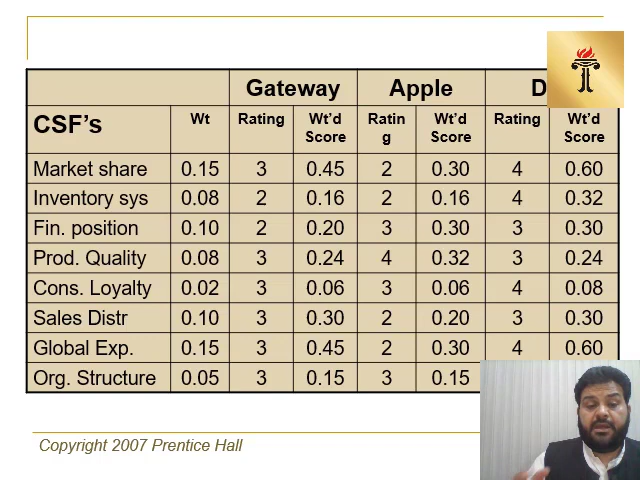 Gateway Apple D
CSF’s Wt Rating Wt’d Score Ratin g Wt’d Score Rating Wt’d Score
Market share 0.15 3 0.45 2 0.30 4 0.60
Inventory sys 0.08 2 0.16 2 0.16 4 0.32
Fin. position 0.10 2 0.20 3 0.30 3 0.30
Prod. Quality 0.08 3 0.24 4 0.32 3 0.24
Cons. Loyalty 0.02 3 0.06 3 0.06 4 0.08
Sales Distr 0.10 3 0.30 2 0.20 3 0.30
Global Exp. 0.15 3 0.45 2 0.30 4 0.60
Org. Structure 0.05 3 0.15 3 0.15
Copyright 2007 Prentice Hall